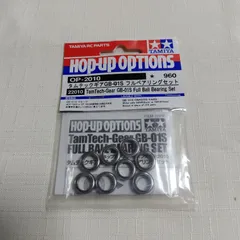 TAMIYA RC PARTS
TAMIYA
HOP-UP OPTIONS
OP-2010 ★ 960
タムテックギア GB-01S フルベアリングセット
22010 TamTech-Gear GB-01S Full Ball Bearing Set
HOP-UP OPTIONS
TAMIYA
TamTech-Gear GB-01S
FULL BALL BEARING SET